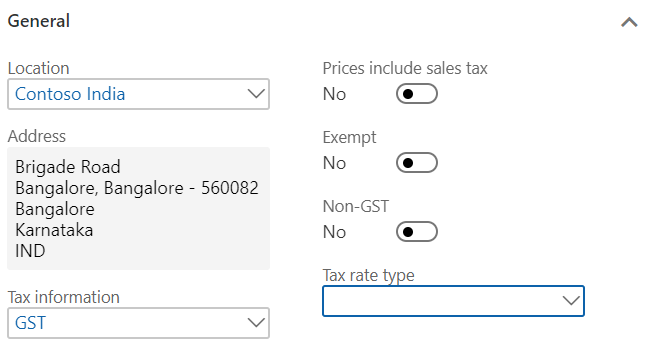 General
Location
Contoso India
Address
Brigade Road
Bangalore, Bangalore - 560082
Bangalore
Karnataka
IND
Tax information
GST
Prices include sales tax
No
Exempt
No
Non-GST
No
Tax rate type